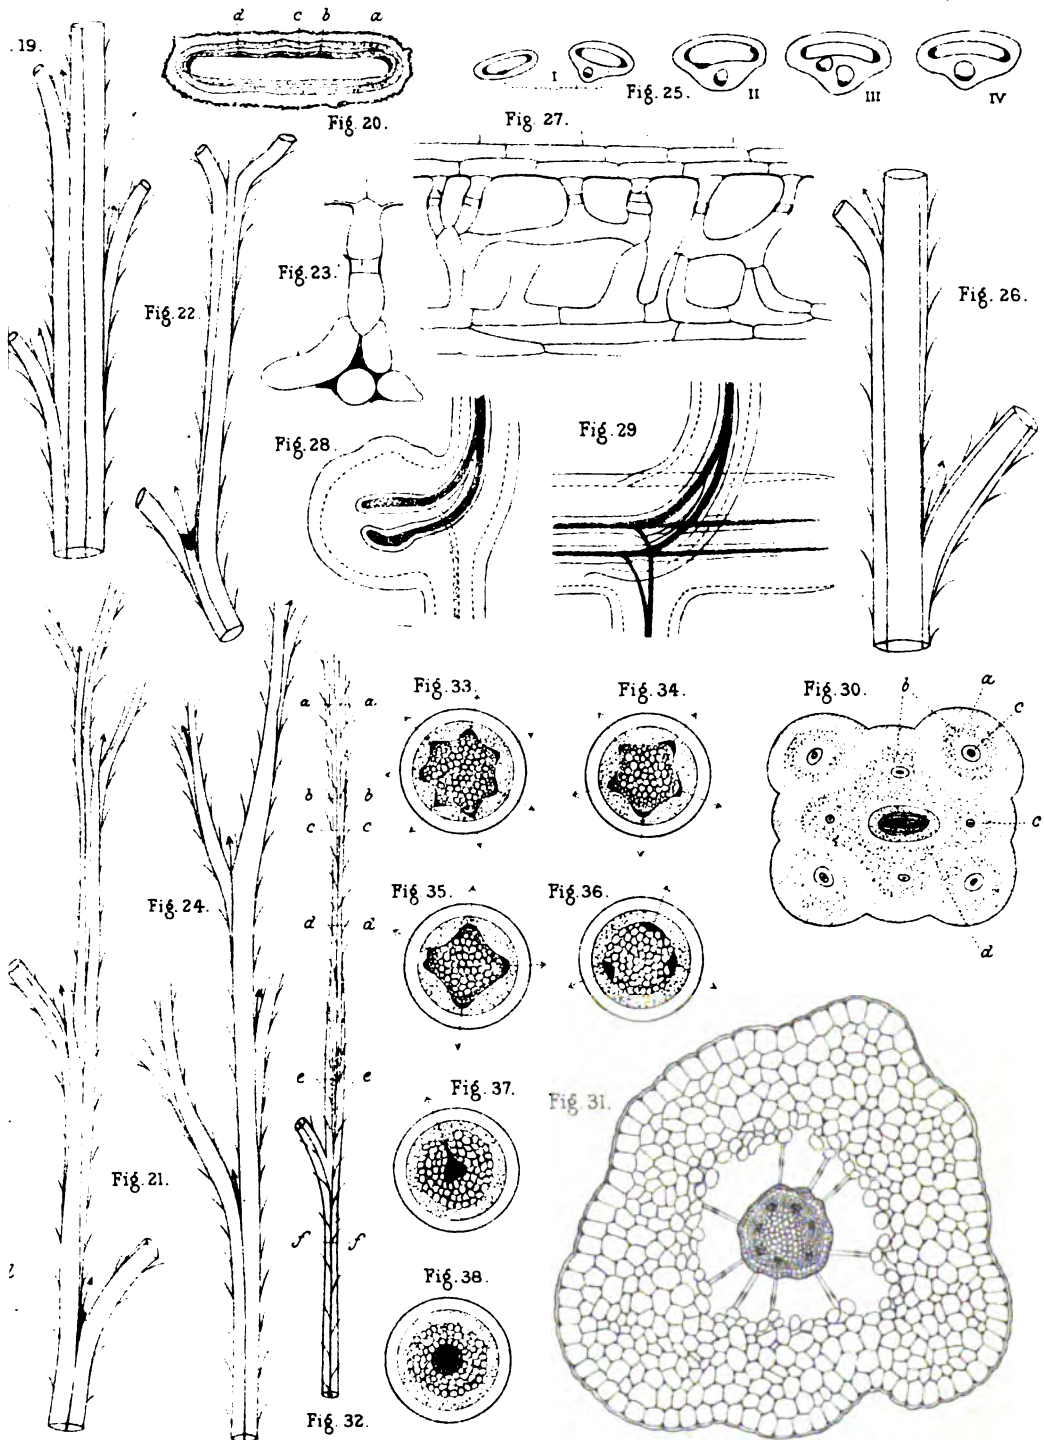 d c b a
.19.
I
Fig. 25.
II
III
IV
Fig. 20.
Fig. 27.
Fig. 23.
Fig. 22.
Fig. 26.
Fig. 28.
Fig. 29
Fig. 33.
Fig. 34.
Fig. 30.
b
a
c
a a
b b
c c
c
Fig. 24.
Fig. 35.
Fig. 36.
d d
d
e e
Fig. 37.
Fig. 31.
Fig. 21.
f f
Fig. 38.
Fig. 32.